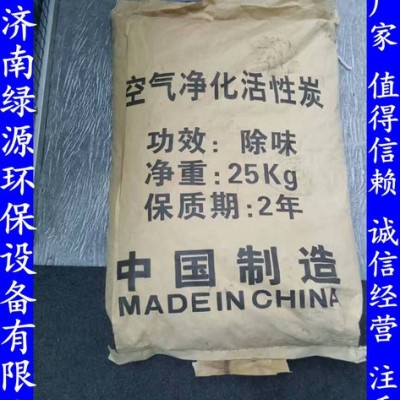 济南绿源环保设备有限
空气净化活性炭
功效：除味
净重：25Kg
保质期：2年
中国制造
MADE IN CHINA
厂家 值得信赖 诚信经营 注